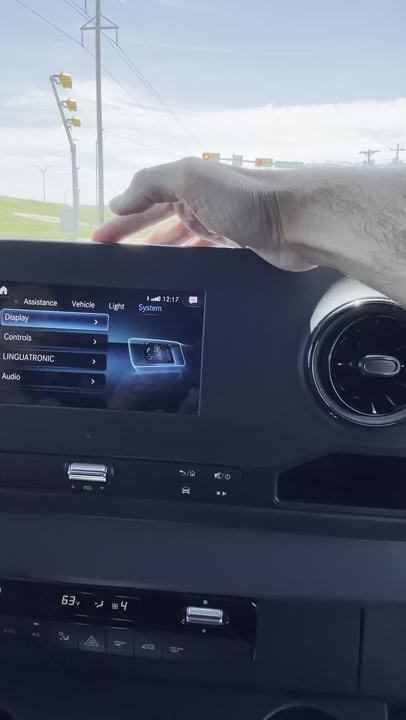 Assistance Vehicle Light System 12:17
Display
Controls
LINGUATRONIC
Audio
VOL
63°F 4